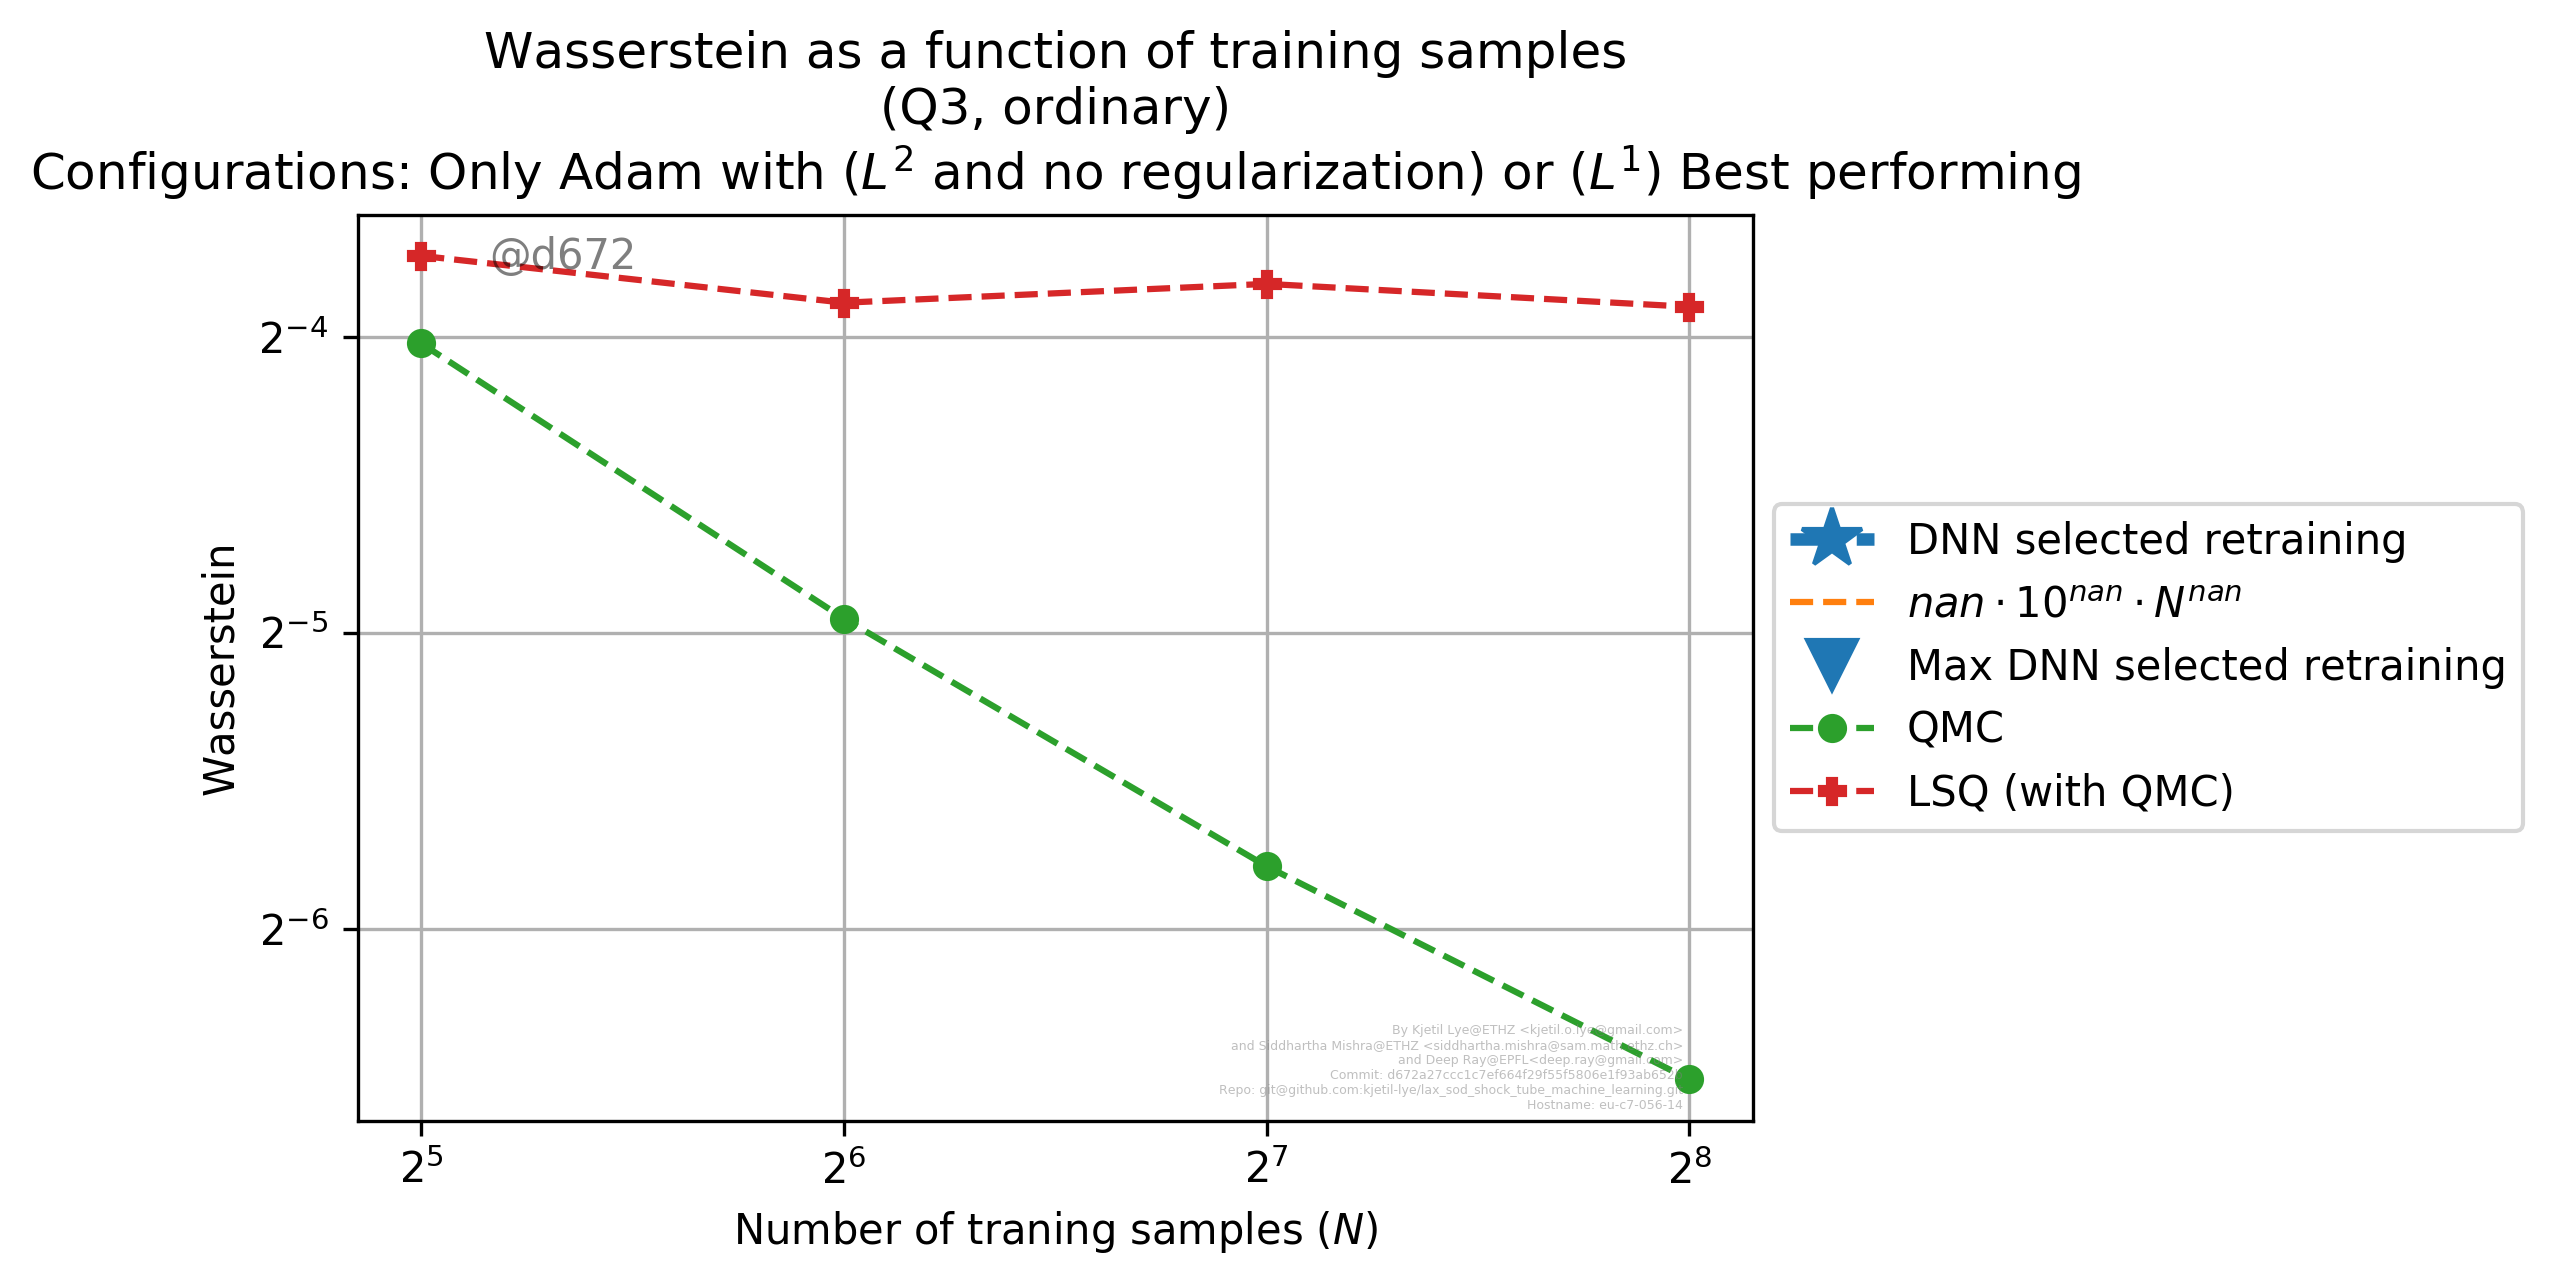 Wasserstein as a function of training samples
(Q3, ordinary)
Configurations: Only Adam with (L² and no regularization) or (L¹) Best performing
@d672
2⁻⁴
2⁻⁵
2⁻⁶
Wasserstein
DNN selected retraining
nan · 10ⁿᵃⁿ · Nⁿᵃⁿ
Max DNN selected retraining
QMC
LSQ (with QMC)
By Kjetil Lye@ETHZ <kjetil.o.lye@gmail.com>
and Siddhartha Mishra@ETHZ <siddhartha.mishra@sam.math.ethz.ch>
and Deep Ray@EPFL<deep.ray@gmail.com>
Commit:
Repo: git@github.com:kjetil-lye/lax_sod_shock_tube_machine_learning.git
Hostname: eu-c7-056-14
2⁵ 2⁶ 2⁷ 2⁸
Number of traning samples (N)